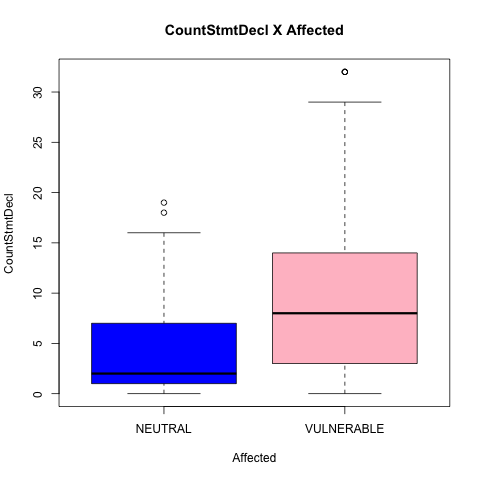 CountStmtDecl X Affected
30
25
20
15
10
5
0
CountStmtDecl
NEUTRAL
VULNERABLE
Affected